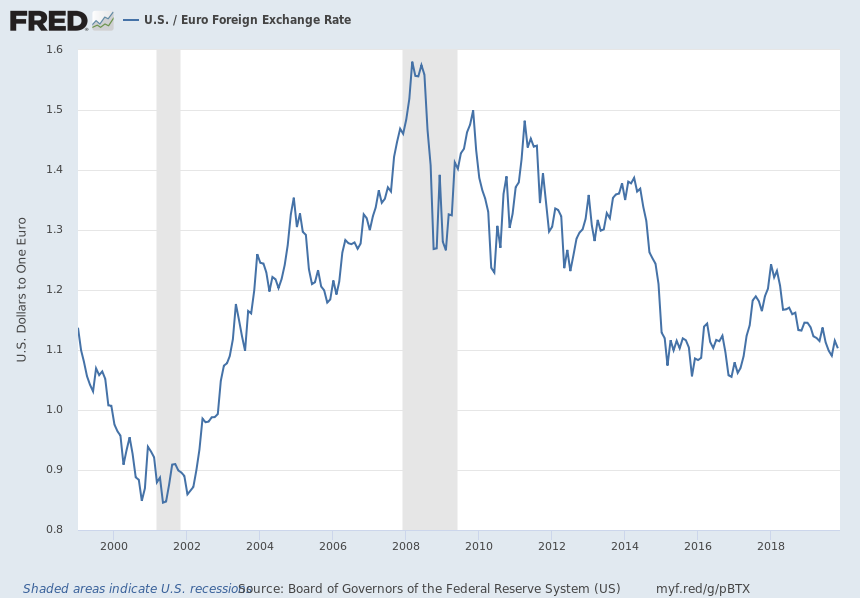 FRED
U.S. / Euro Foreign Exchange Rate
1.6
1.5
1.4
1.3
1.2
1.1
1.0
0.9
0.8
U.S. Dollars to One Euro
2000 2002 2004 2006 2008 2010 2012 2014 2016 2018
Shaded areas indicate U.S. recessions Source: Board of Governors of the Federal Reserve System (US) myf.red/g/pBTX